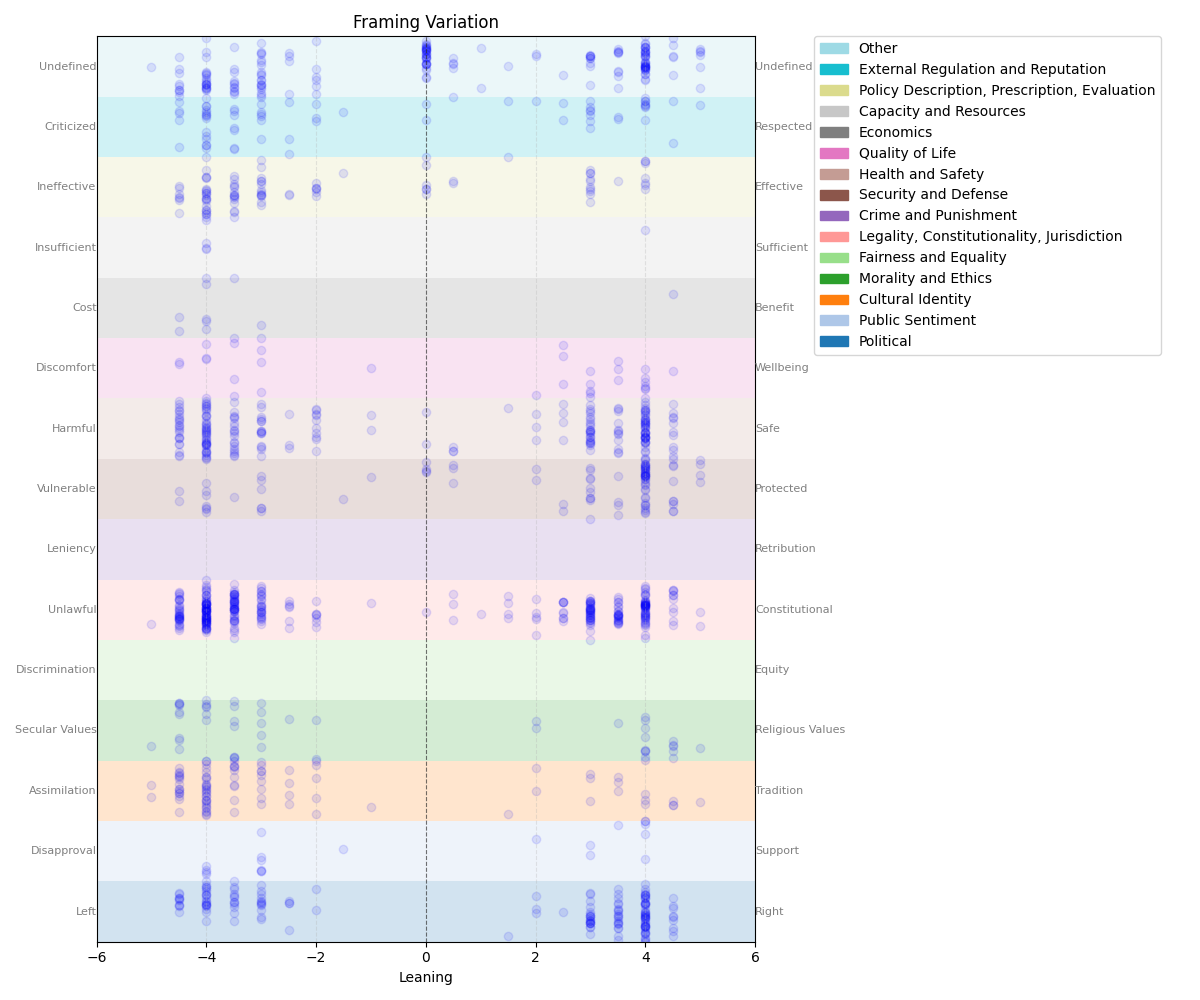 Framing Variation
Undefined
Undefined
Criticized
Respected
Ineffective
Effective
Insufficient
Sufficient
Cost
Benefit
Discomfort
Wellbeing
Harmful
Safe
Vulnerable
Protected
Leniency
Retribution
Unlawful
Constitutional
Discrimination
Equity
Secular Values
Religious Values
Assimilation
Tradition
Disapproval
Support
Left
Right
−6 −4 −2 0 2 4 6
Leaning
Other
External Regulation and Reputation
Policy Description, Prescription, Evaluation
Capacity and Resources
Economics
Quality of Life
Health and Safety
Security and Defense
Crime and Punishment
Legality, Constitutionality, Jurisdiction
Fairness and Equality
Morality and Ethics
Cultural Identity
Public Sentiment
Political